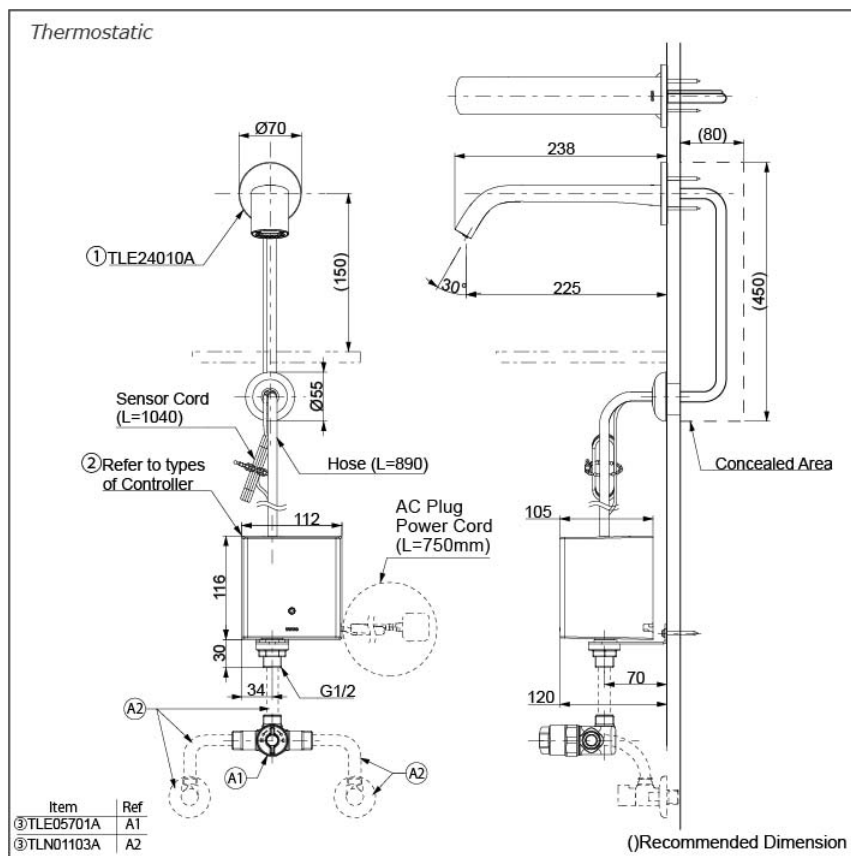 Thermostatic
Ø70
(80)
238
①TLE24010A
(150)
30°
225
(450)
Sensor Cord
(L=1040)
Ø55
②Refer to types
of Controller
Hose (L=890)
Concealed Area
112
AC Plug
Power Cord
(L=750mm)
105
116
30
34
G1/2
70
120
A2
A1
A2
Item Ref
③TLE05701A A1
③TLN01103A A2
()Recommended Dimension